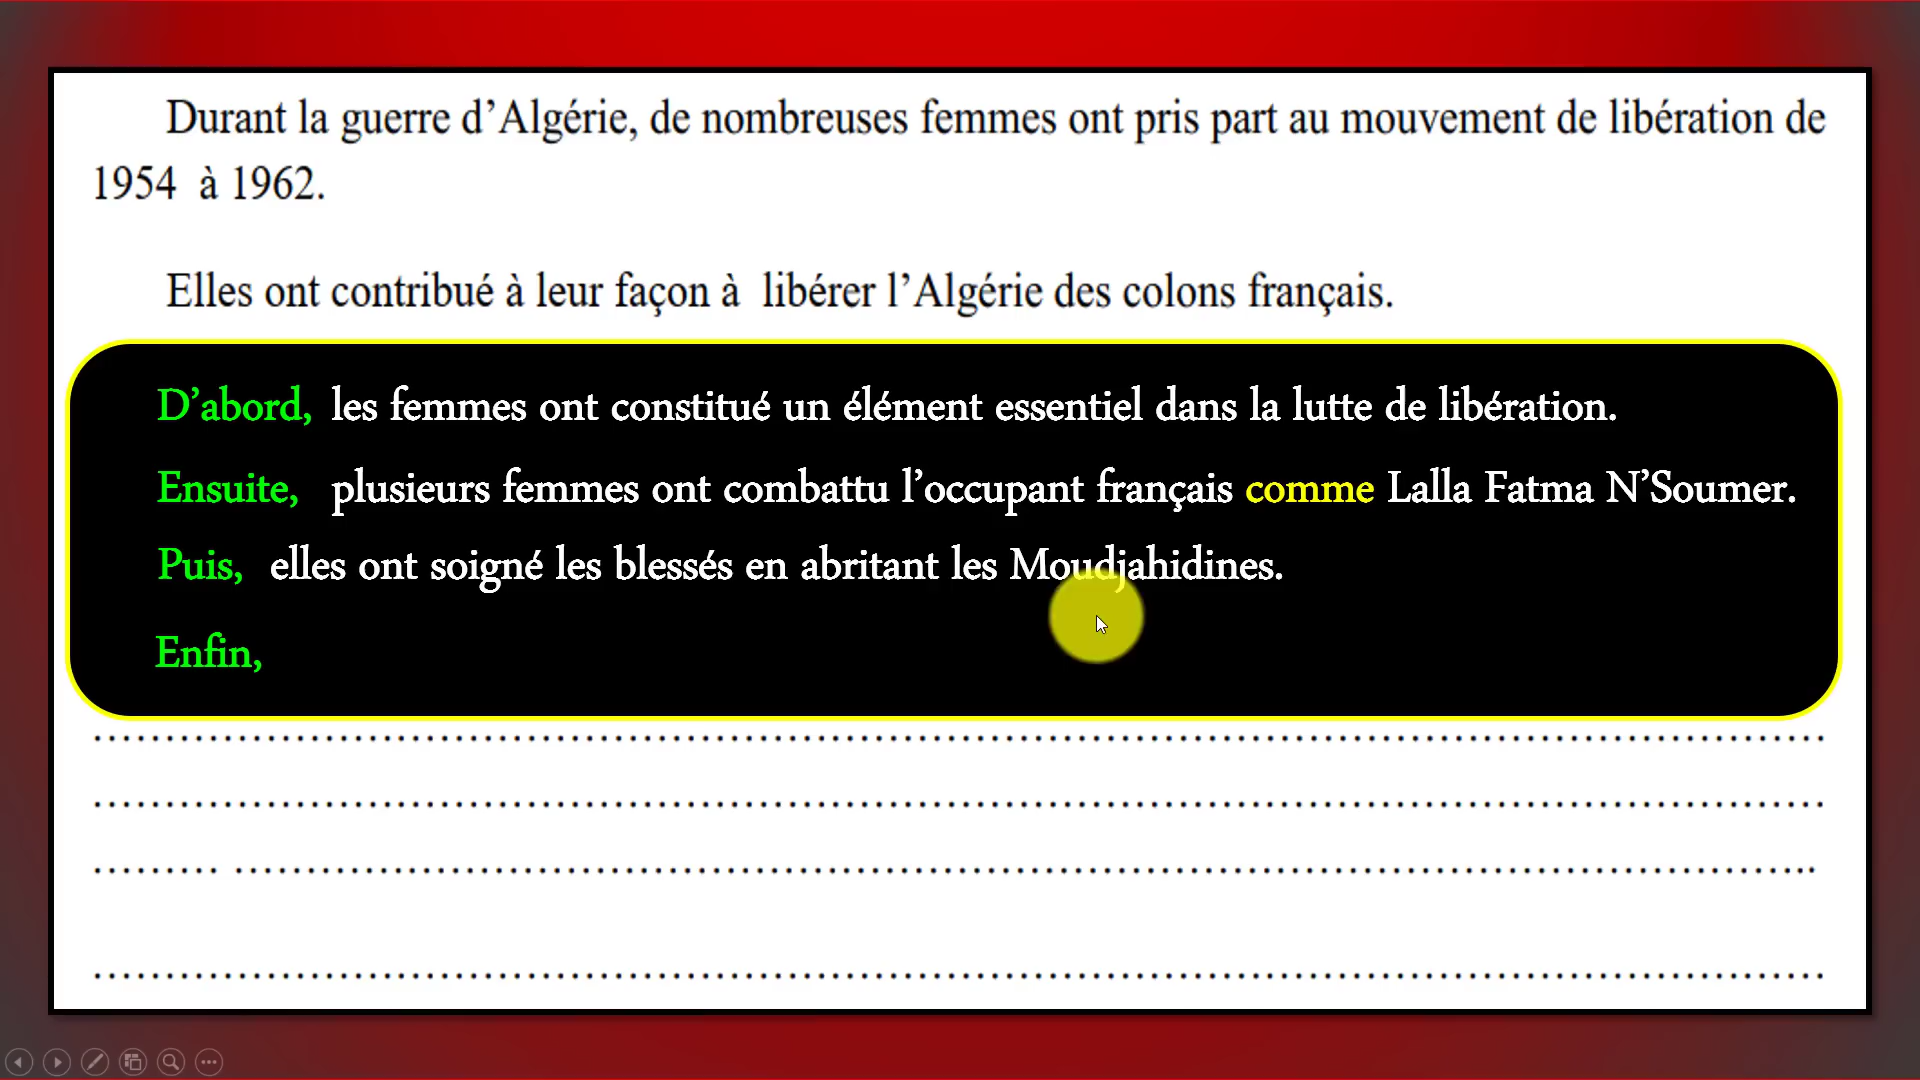 Durant la guerre d’Algérie, de nombreuses femmes ont pris part au mouvement de libération de
1954 à 1962.
Elles ont contribué à leur façon à libérer l’Algérie des colons français.
D’abord, les femmes ont constitué un élément essentiel dans la lutte de libération.
Ensuite, plusieurs femmes ont combattu l’occupant français comme Lalla Fatma N’Soumer.
Puis, elles ont soigné les blessés en abritant les Moudjahidines.
Enfin,